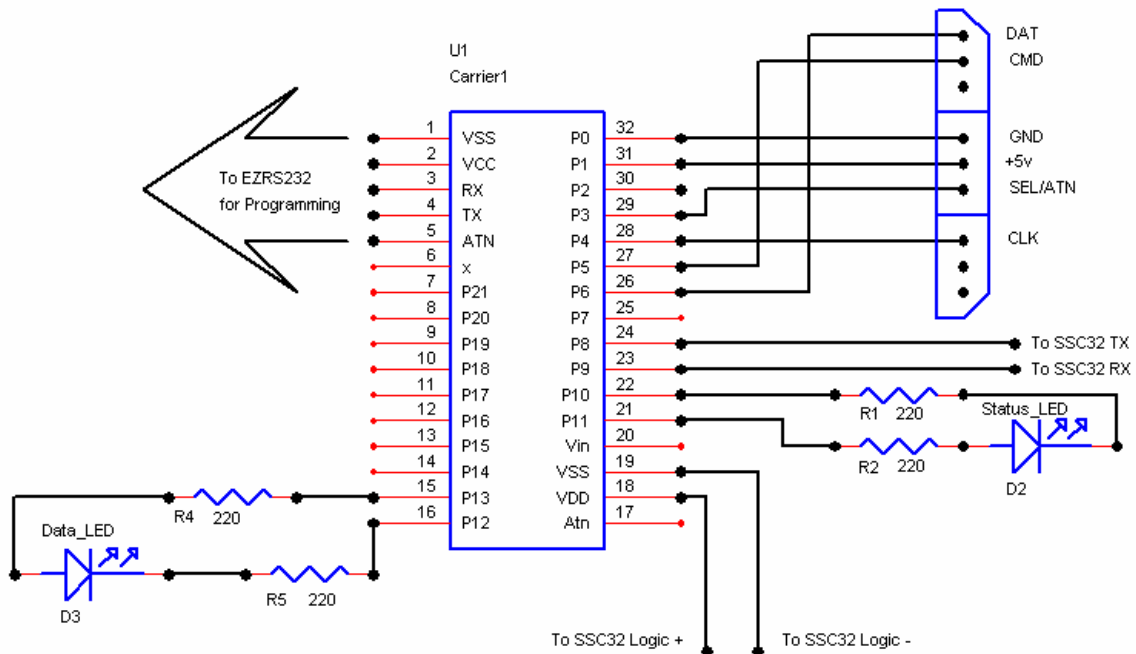 U1
Carrier1
To EZRS232
for Programming
1 VSS P0 32
2 VCC P1 31
3 RX P2 30
4 TX P3 29
5 ATN P4 28
6 x P5 27
7 P21 P6 26
8 P20 P7 25
9 P19 P8 24
10 P18 P9 23
11 P17 P10 22
12 P16 P11 21
13 P15 Vin 20
14 P14 VSS 19
15 P13 VDD 18
16 P12 Atn 17
DAT
CMD
GND
+5v
SEL/ATN
CLK
To SSC32 TX
To SSC32 RX
R1 220
Status_LED
R2 220
D2
R4 220
Data_LED
D3
R5 220
To SSC32 Logic +
To SSC32 Logic -